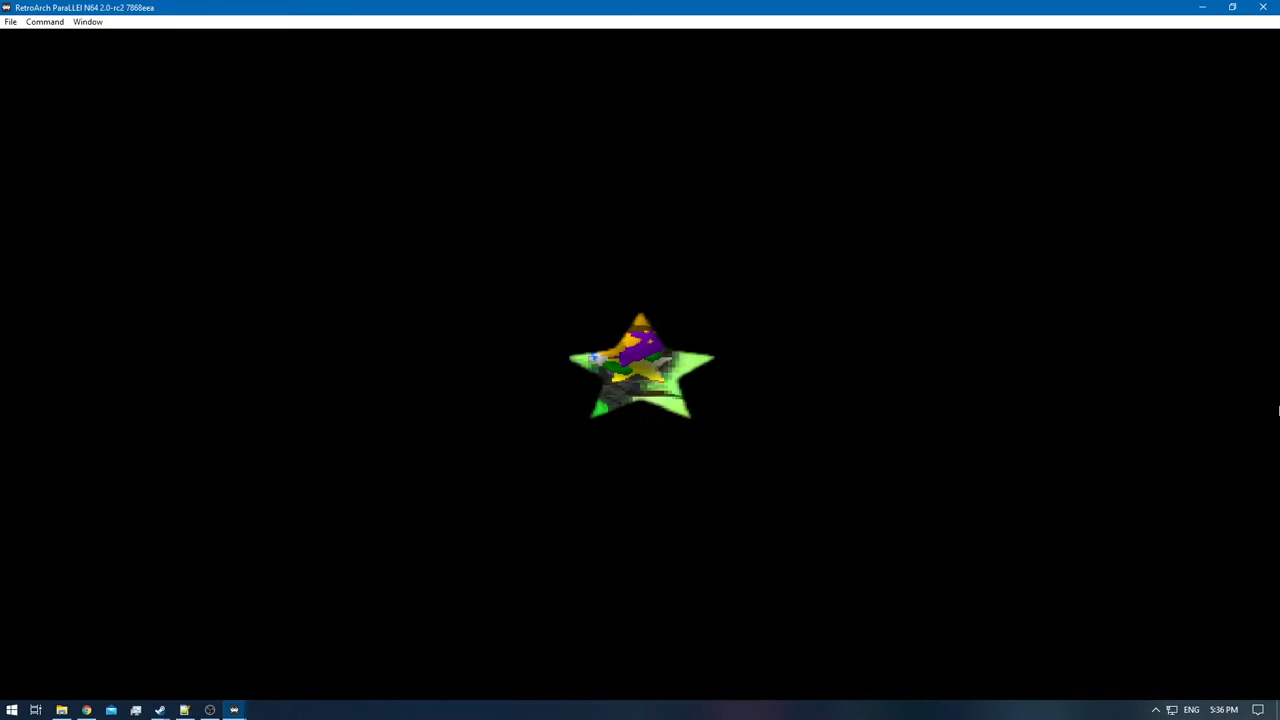 RetroArch ParaLLEl N64 2.0-rc2 7868eea
File Command Window
ENG 5:36 PM